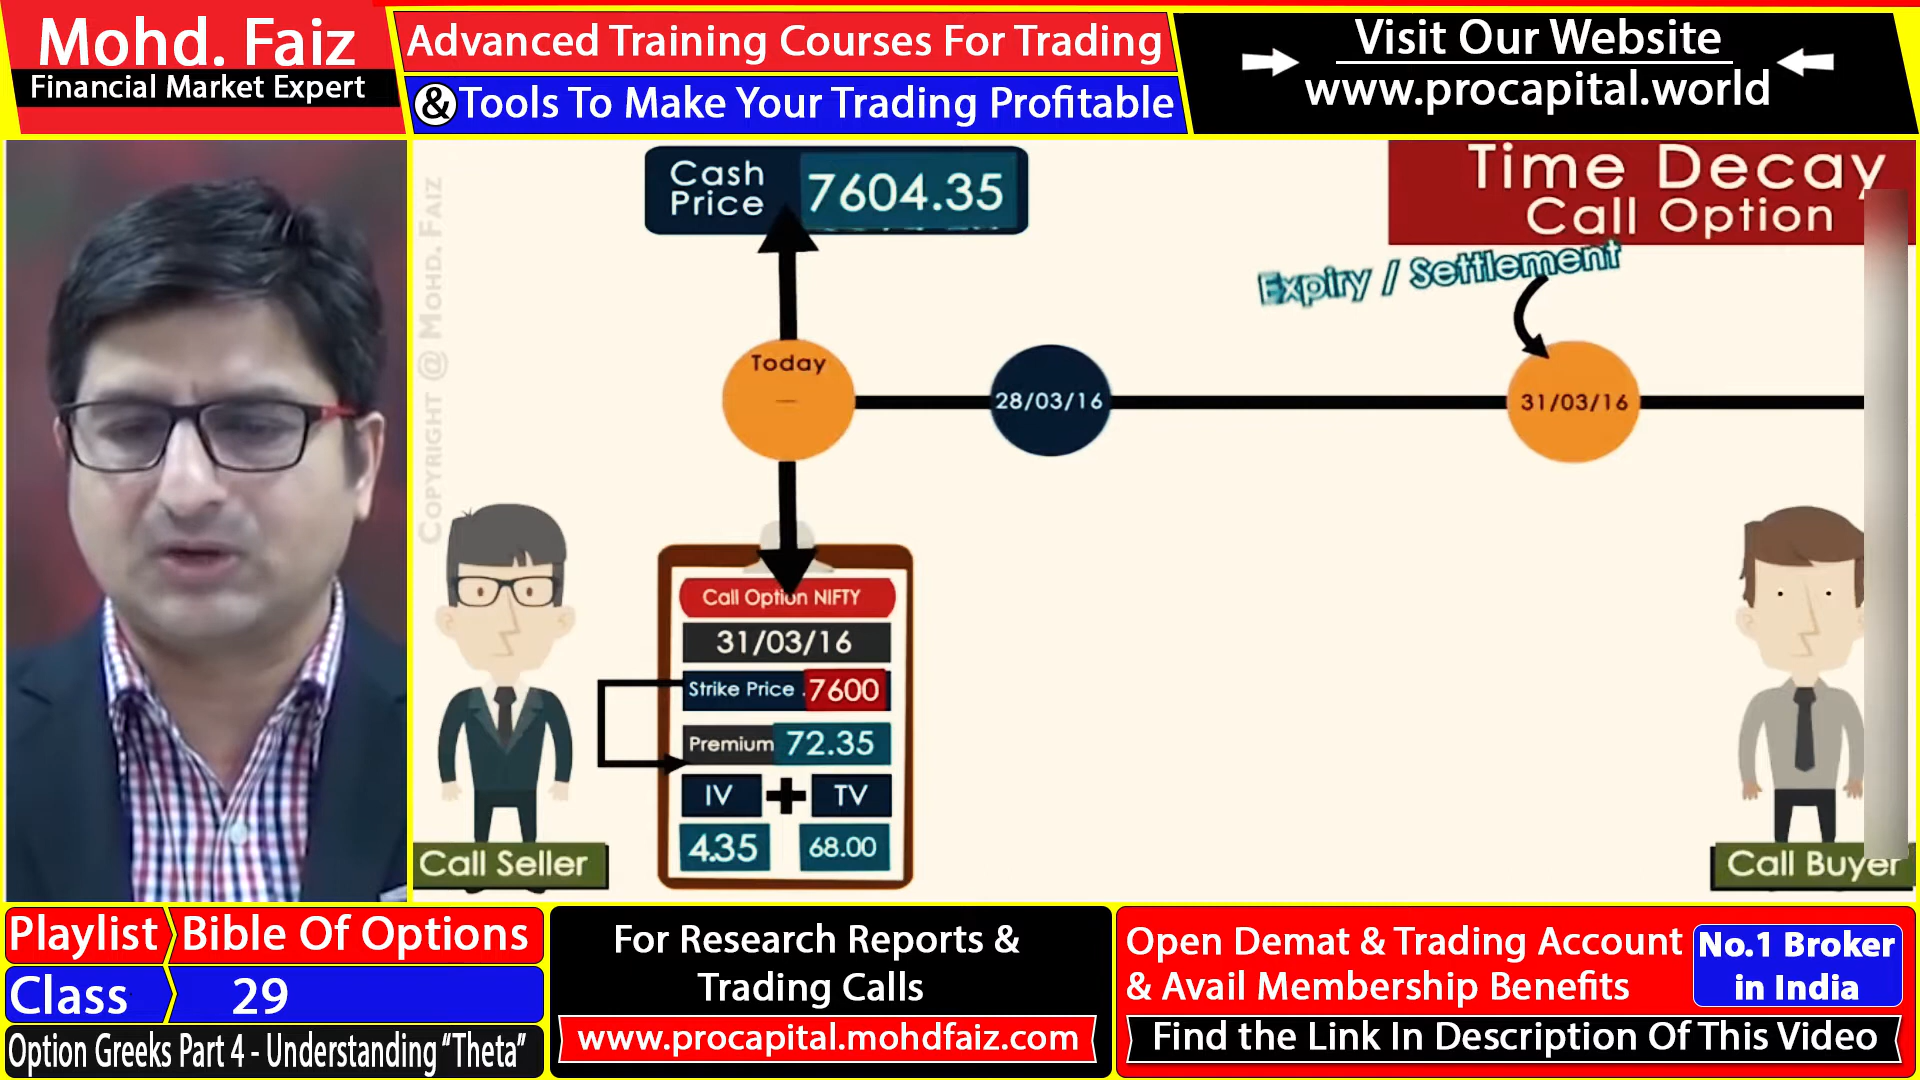 Mohd. Faiz
Financial Market Expert
Advanced Training Courses For Trading
& Tools To Make Your Trading Profitable
Visit Our Website
www.procapital.world
Cash
Price
7604.35
Time Decay
Call Option
Expiry / Settlement
COPYRIGHT @ MOHD. FAIZ
Today
28/03/16
31/03/16
Call Option NIFTY
31/03/16
Strike Price 7600
Premium 72.35
IV + TV
4.35 68.00
Call Seller
Call Buyer
Playlist Bible Of Options
Class 29
Option Greeks Part 4 - Understanding "Theta"
For Research Reports &
Trading Calls
www.procapital.mohdfaiz.com
Open Demat & Trading Account
& Avail Membership Benefits
No.1 Broker
in India
Find the Link In Description Of This Video